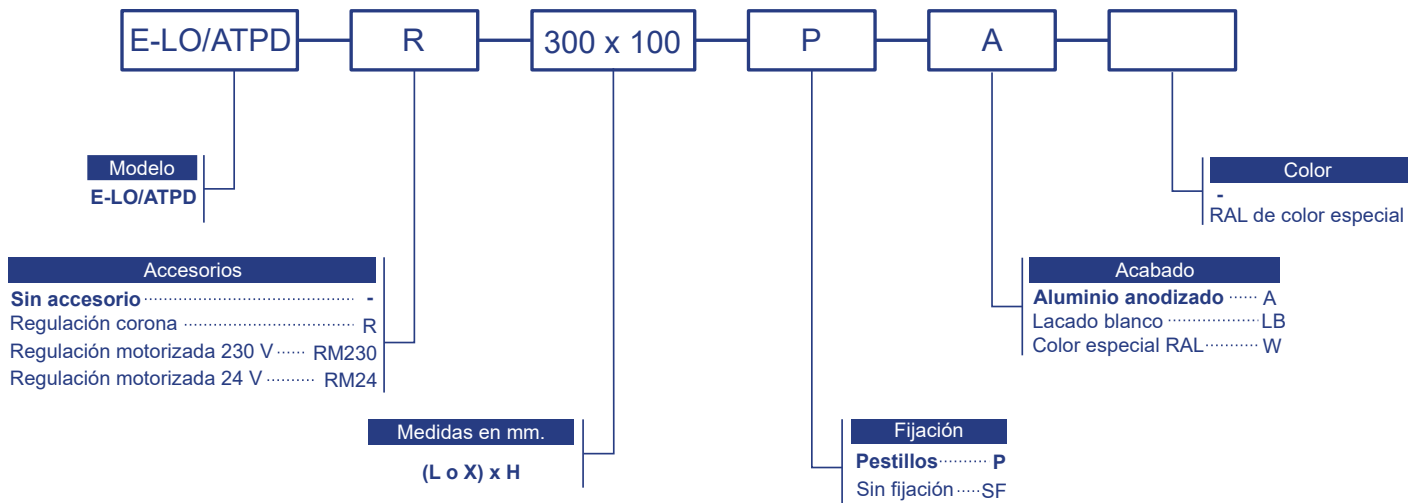 E-LO/ATPD R 300 x 100 P A
Modelo
E-LO/ATPD
Color
-
RAL de color especial
Accesorios
Sin accesorio -
Regulación corona R
Regulación motorizada 230 V RM230
Regulación motorizada 24 V RM24
Acabado
Aluminio anodizado A
Lacado blanco LB
Color especial RAL W
Medidas en mm.
(L o X) x H
Fijación
Pestillos P
Sin fijación SF